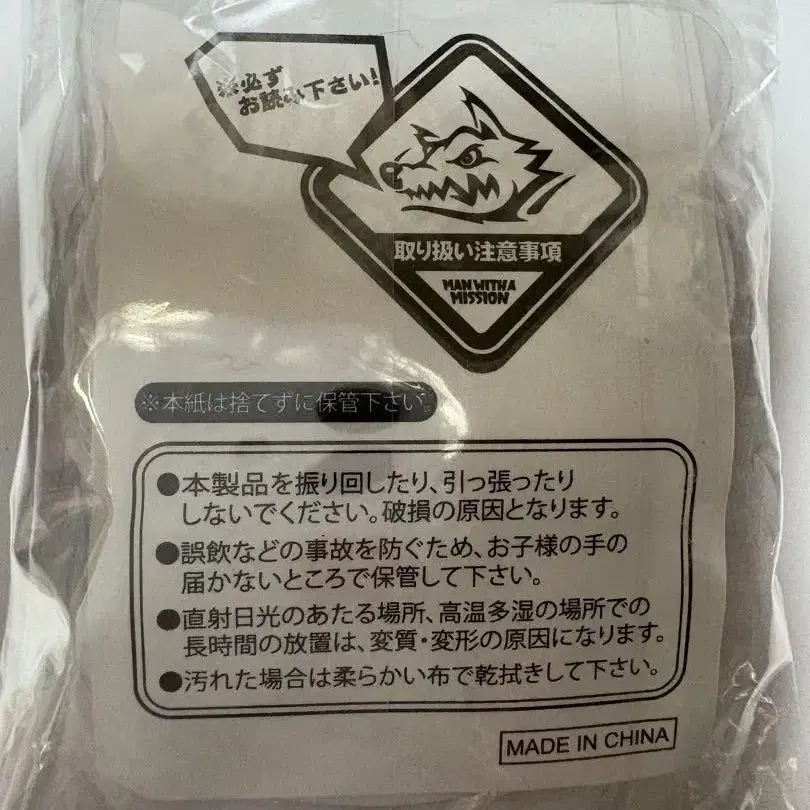 ※必ず
お読み下さい!
取り扱い注意事項
MAN WITH A
MISSION
※本紙は捨てずに保管下さい。
●本製品を振り回したり、引っ張ったり
しないでください。破損の原因となります。
●誤飲などの事故を防ぐため、お子様の手の
届かないところで保管して下さい。
●直射日光のあたる場所、高温多湿の場所での
長時間の放置は、変質・変形の原因になります。
●汚れた場合は柔らかい布で乾拭きして下さい。
MADE IN CHINA